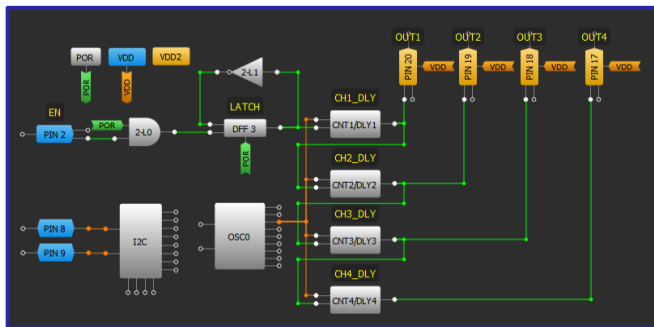 OUT1 OUT2 OUT3 OUT4
POR VDD VDD2
POR VDD
PIN 20 VDD PIN 19 VDD PIN 18 VDD PIN 17 VDD
2-L1
EN
LATCH
CH1_DLY
PIN 2 POR 2-L0 DFF 3 CNT1/DLY1
POR
CH2_DLY
CNT2/DLY2
CH3_DLY
PIN 8 I2C OSC0 CNT3/DLY3
PIN 9
CH4_DLY
CNT4/DLY4